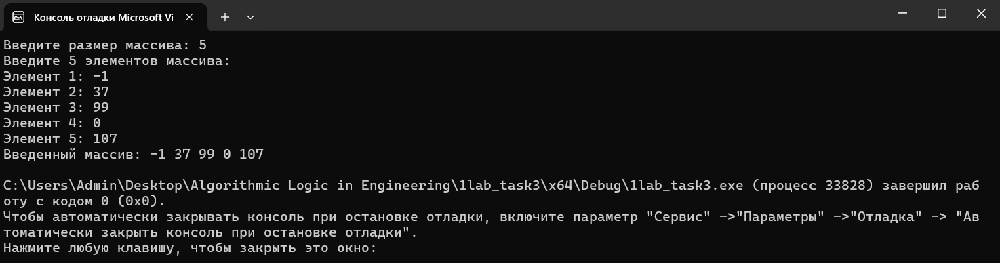 Консоль отладки Microsoft Vi
Введите размер массива: 5
Введите 5 элементов массива:
Элемент 1: -1
Элемент 2: 37
Элемент 3: 99
Элемент 4: 0
Элемент 5: 107
Введенный массив: -1 37 99 0 107
C:\Users\Admin\Desktop\Algorithmic Logic in Engineering\1lab_task3\x64\Debug\1lab_task3.exe (процесс 33828) завершил раб
оту с кодом 0 (0x0).
Чтобы автоматически закрывать консоль при остановке отладки, включите параметр "Сервис" ->"Параметры" ->"Отладка" -> "Ав
томатически закрыть консоль при остановке отладки".
Нажмите любую клавишу, чтобы закрыть это окно: